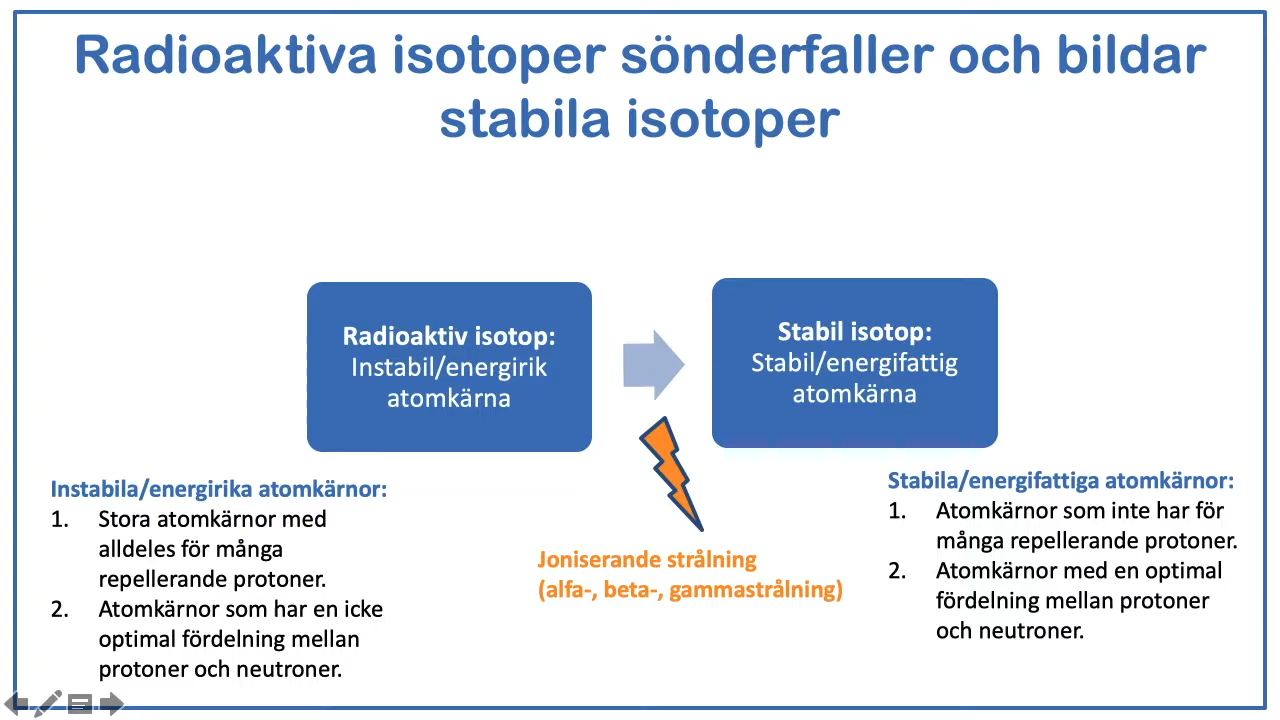 Radioaktiva isotoper sönderfaller och bildar
stabila isotoper
Radioaktiv isotop:
Instabil/energirik
atomkärna
Stabil isotop:
Stabil/energifattig
atomkärna
Instabila/energirika atomkärnor:
1. Stora atomkärnor med
alldeles för många
repellerande protoner.
2. Atomkärnor som har en icke
optimal fördelning mellan
protoner och neutroner.
Joniserande strålning
(alfa-, beta-, gammastrålning)
Stabila/energifattiga atomkärnor:
1. Atomkärnor som inte har för
många repellerande protoner.
2. Atomkärnor med en optimal
fördelning mellan protoner
och neutroner.